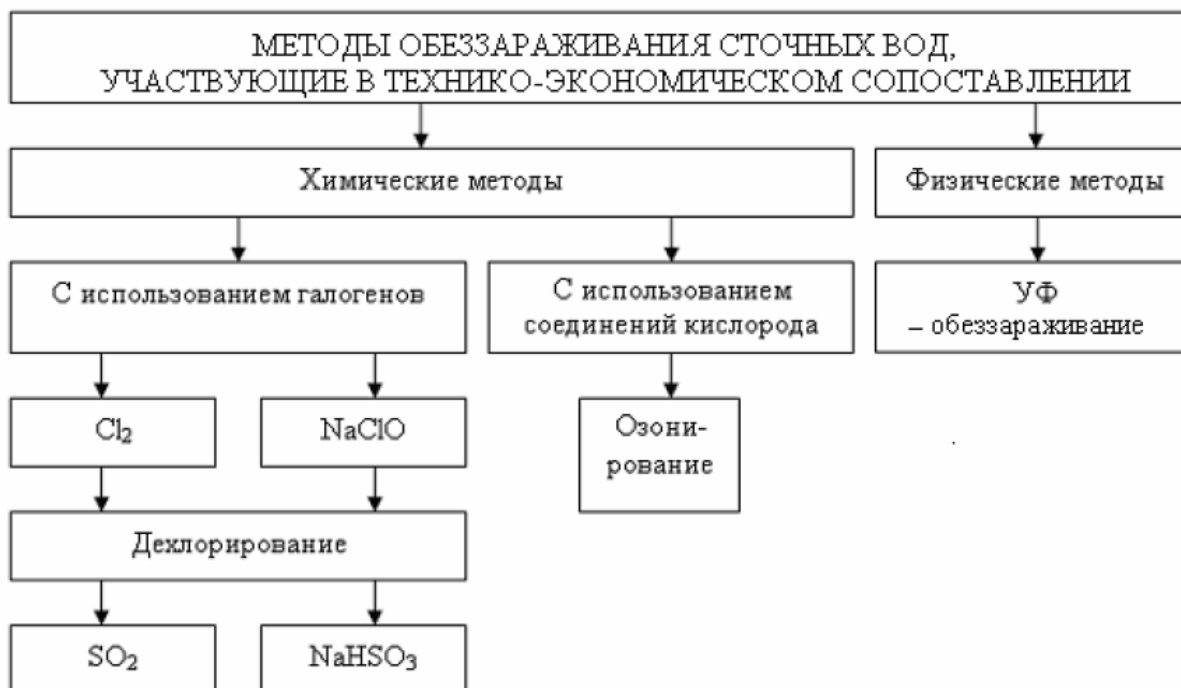 МЕТОДЫ ОБЕЗЗАРАЖИВАНИЯ СТОЧНЫХ ВОД,
УЧАСТВУЮЩИЕ В ТЕХНИКО-ЭКОНОМИЧЕСКОМ СОПОСТАВЛЕНИИ
Химические методы
Физические методы
С использованием галогенов
С использованием
соединений кислорода
УФ
– обеззараживание
Cl₂
NaClO
Озони-
рование
Дехлорирование
SO₂
NaHSO₃